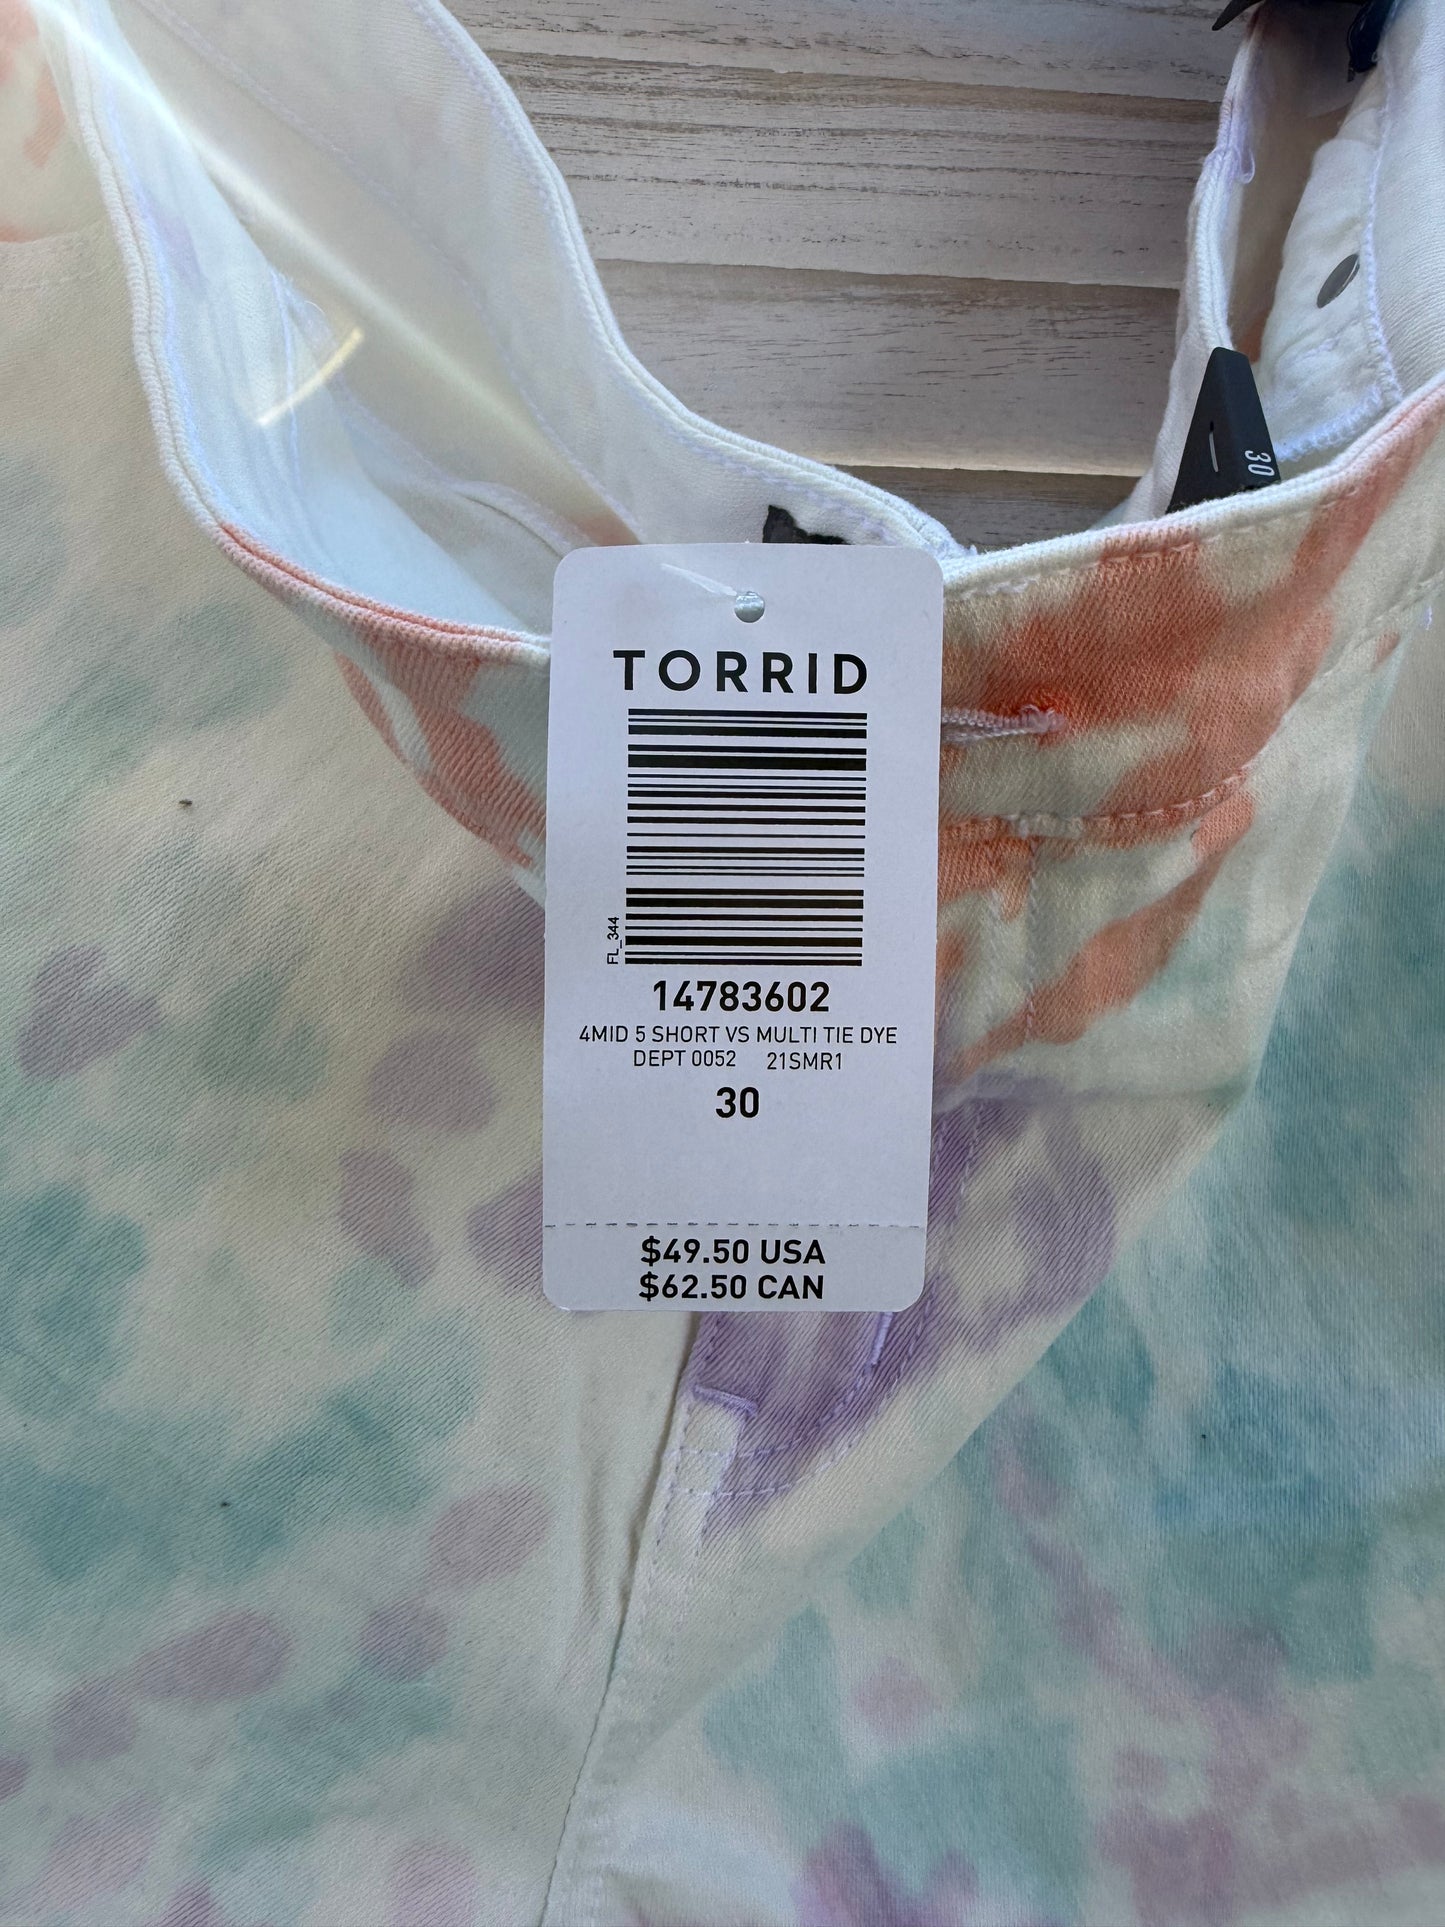 30
TORRID
FL_344
14783602
4MID 5 SHORT VS MULTI TIE DYE
DEPT 0052 21SMR1
30
$49.50 USA
$62.50 CAN